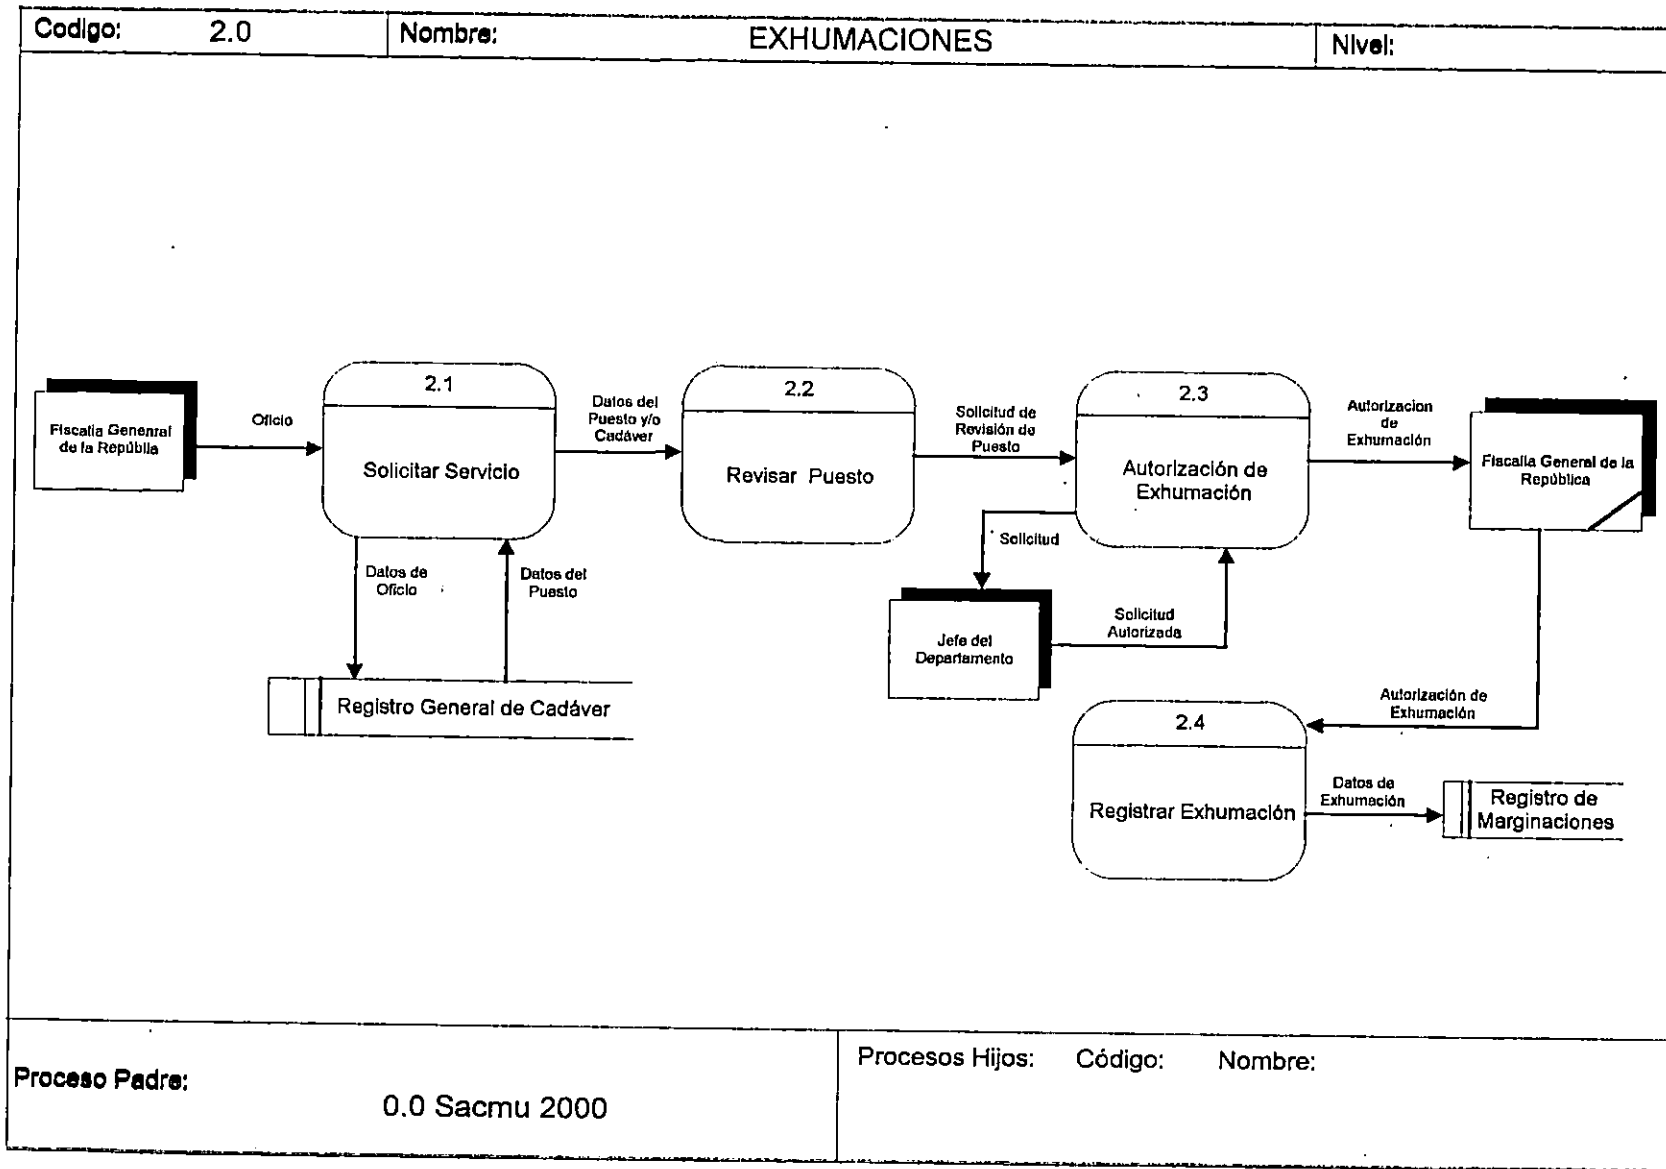 Codigo: 2.0 Nombre: EXHUMACIONES Nivel:
Fiscalia Genenral
de la Repúblia
Oficio
2.1
Solicitar Servicio
Datos del
Puesto y/o
Cadáver
2.2
Revisar Puesto
Solicitud de
Revisión de
Puesto
2.3
Autorización de
Exhumación
Autorizacion
de
Exhumación
Fiscalia General de la
República
Datos de
Oficio
Datos del
Puesto
Solicitud
Jefe del
Departamento
Solicitud
Autorizada
Registro General de Cadáver
Autorización de
Exhumación
2.4
Registrar Exhumación
Datos de
Exhumación
Registro de
Marginaciones
Proceso Padre:
0.0 Sacmu 2000
Procesos Hijos: Código: Nombre: